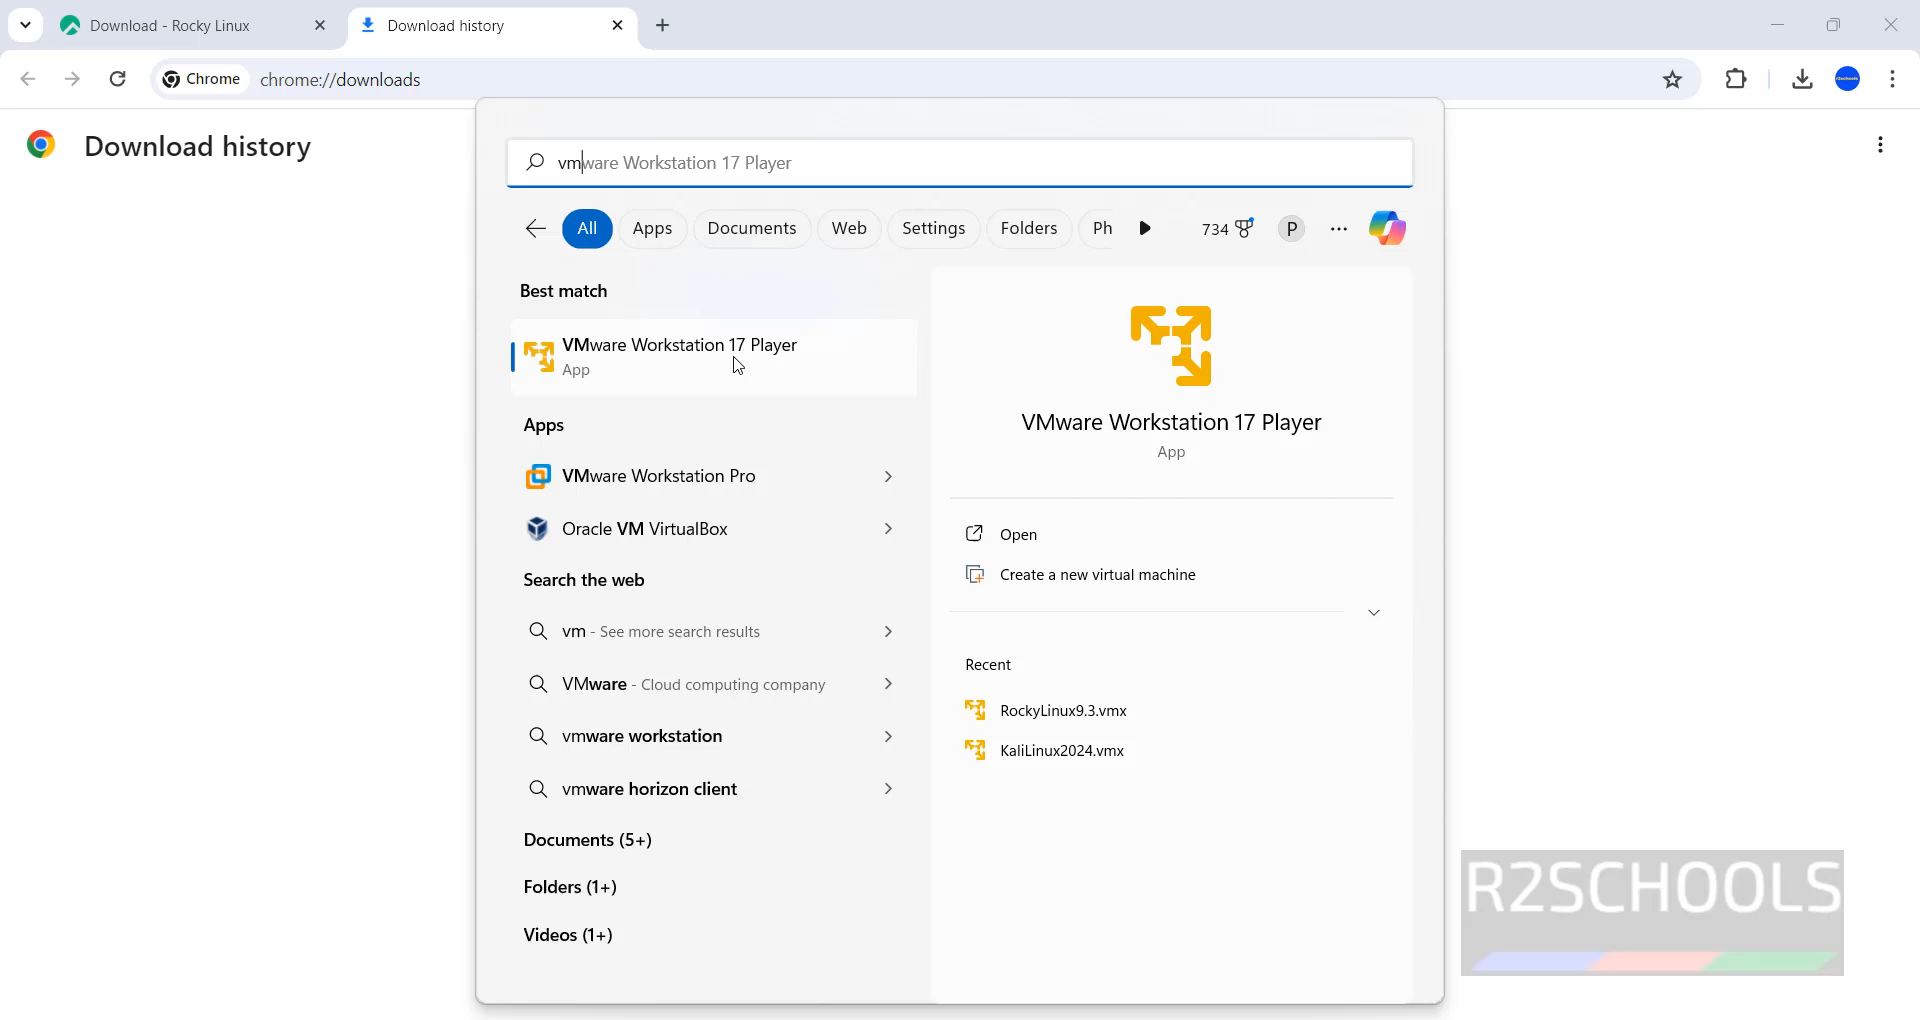 Download - Rocky Linux
Download history
Chrome
chrome://downloads
r2schools
Download history
vmware Workstation 17 Player
All
Apps
Documents
Web
Settings
Folders
Ph
734
P
Best match
VMware Workstation 17 Player
App
Apps
VMware Workstation Pro
Oracle VM VirtualBox
Search the web
vm - See more search results
VMware - Cloud computing company
vmware workstation
vmware horizon client
Documents (5+)
Folders (1+)
Videos (1+)
VMware Workstation 17 Player
App
Open
Create a new virtual machine
Recent
RockyLinux9.3.vmx
KaliLinux2024.vmx
R2SCHOOLS